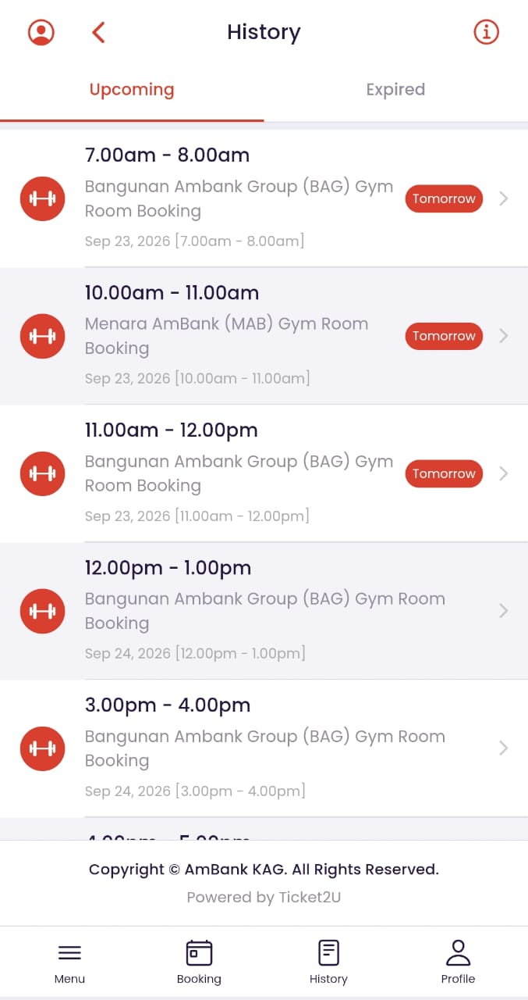 History
Upcoming
Expired
7.00am - 8.00am
Bangunan Ambank Group (BAG) Gym
Room Booking
Tomorrow
Sep 23, 2026 [7.00am - 8.00am]
10.00am - 11.00am
Menara AmBank (MAB) Gym Room
Booking
Tomorrow
Sep 23, 2026 [10.00am - 11.00am]
11.00am - 12.00pm
Bangunan Ambank Group (BAG) Gym
Room Booking
Tomorrow
Sep 23, 2026 [11.00am - 12.00pm]
12.00pm - 1.00pm
Bangunan Ambank Group (BAG) Gym Room
Booking
Sep 24, 2026 [12.00pm - 1.00pm]
3.00pm - 4.00pm
Bangunan Ambank Group (BAG) Gym Room
Booking
Sep 24, 2026 [3.00pm - 4.00pm]
4.00pm - 5.00pm
Copyright © AmBank KAG. All Rights Reserved.
Powered by Ticket2U
Menu
Booking
History
Profile